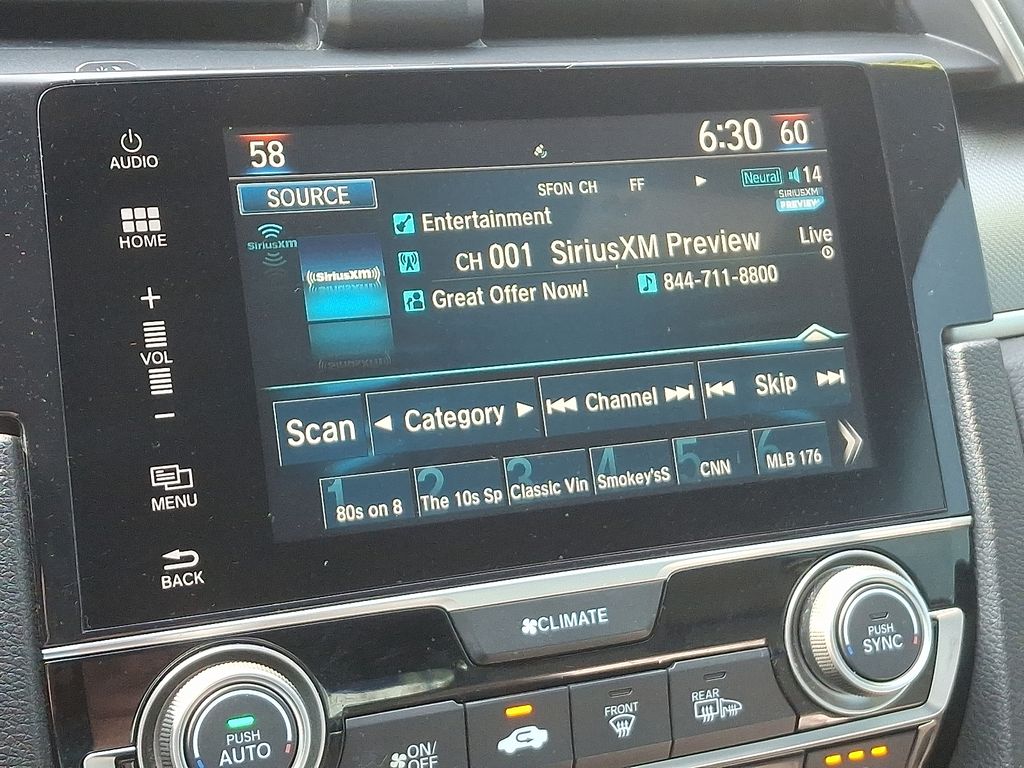 AUDIO
HOME
+
VOL
-
MENU
BACK
58
6:30
60
SOURCE
SFON CH
FF
Neural
14
SIRIUSXM
PREVIEW
SiriusXM
((SiriusXM))
Entertainment
CH 001 SiriusXM Preview
Live
Great Offer Now!
844-711-8800
Scan
Category
Channel
Skip
1 80s on 8
2 The 10s Sp
3 Classic Vin
4 Smokey'sS
5 CNN
6 MLB 176
CLIMATE
PUSH
AUTO
ON/
OFF
FRONT
REAR
PUSH
SYNC